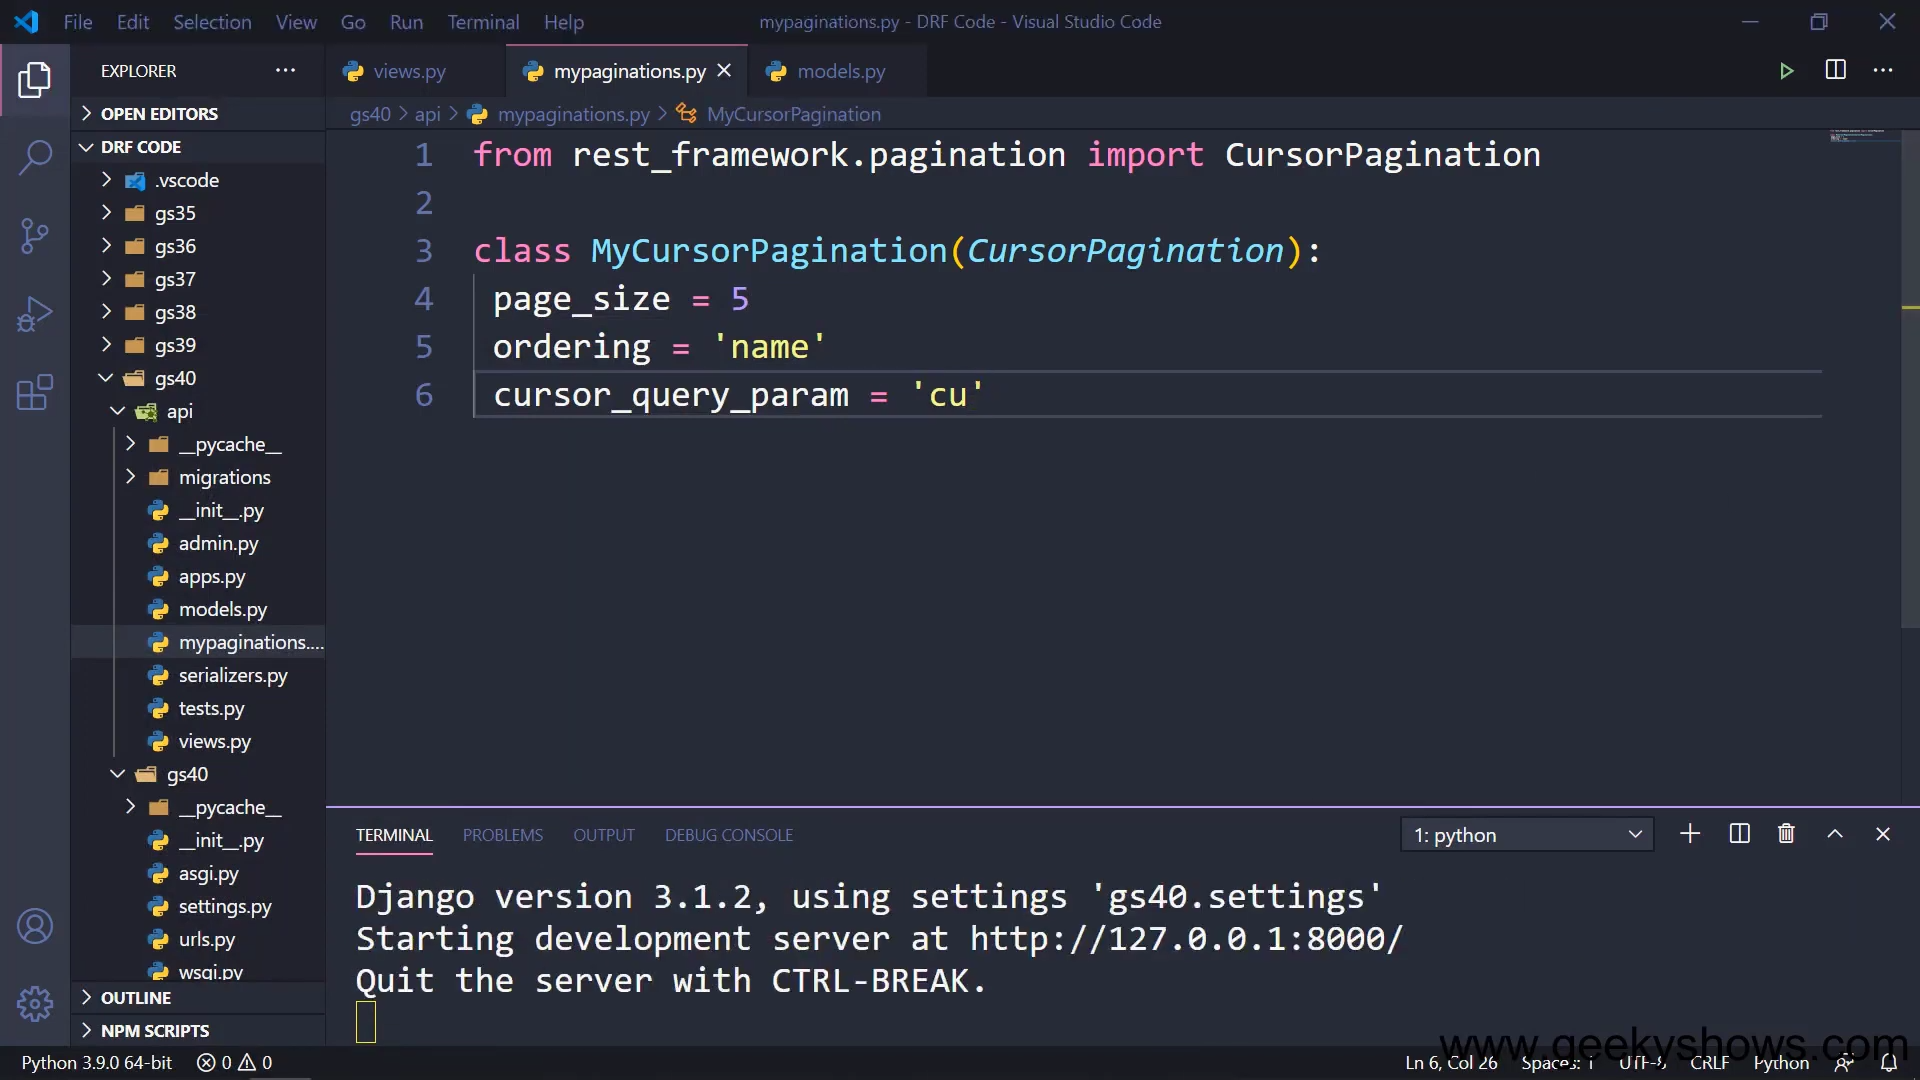 File Edit Selection View Go Run Terminal Help
mypaginations.py - DRF Code - Visual Studio Code
EXPLORER
views.py mypaginations.py models.py
OPEN EDITORS
gs40 > api > mypaginations.py > MyCursorPagination
DRF CODE
.vscode
gs35
gs36
gs37
gs38
gs39
gs40
api
__pycache__
migrations
__init__.py
admin.py
apps.py
models.py
mypaginations....
serializers.py
tests.py
views.py
gs40
__pycache__
__init__.py
asgi.py
settings.py
urls.py
wsgi.py
OUTLINE
NPM SCRIPTS
1 from rest_framework.pagination import CursorPagination
2
3 class MyCursorPagination(CursorPagination):
4 page_size = 5
5 ordering = 'name'
6 cursor_query_param = 'cu'
TERMINAL PROBLEMS OUTPUT DEBUG CONSOLE
1: python
Django version 3.1.2, using settings 'gs40.settings'
Starting development server at http://127.0.0.1:8000/
Quit the server with CTRL-BREAK.
www.geekyshows.com
Python 3.9.0 64-bit 0 0
Ln 6, Col 26 Spaces: 1 UTF-8 CRLF Python